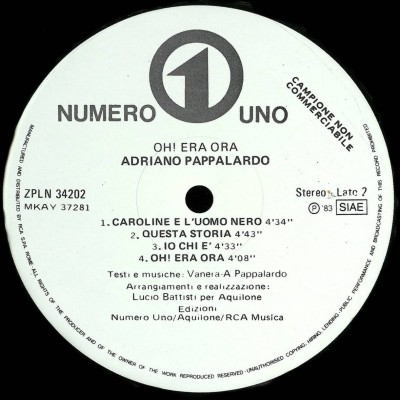 1
NUMERO UNO
CAMPIONE NON
COMMERCIABILE
OH! ERA ORA
ADRIANO PAPPALARDO
ZPLN 34202
MKAY 37281
Stereo Lato 2
Ⓟ '83 SIAE
1. CAROLINE E L'UOMO NERO 4'34"
2. QUESTA STORIA 4'43"
3. IO CHI E' 4'33"
4. OH! ERA ORA 4'08"
Testi e musiche: Vanera-A Pappalardo
Arrangiamenti e realizzazione:
Lucio Battisti per Aquilone
Edizioni
Numero Uno/Aquilone/RCA Musica
MANUFACTURED AND DISTRIBUTED BY RCA S.P.A. ROME ALL RIGHTS OF THE PRODUCER AND OF THE OWNER OF THE WORK REPRODUCED RESERVED - UNAUTHORISED COPYING, HIRING, LENDING, PUBLIC PERFORMANCE AND BROADCASTING OF THIS RECORD PROHIBITED